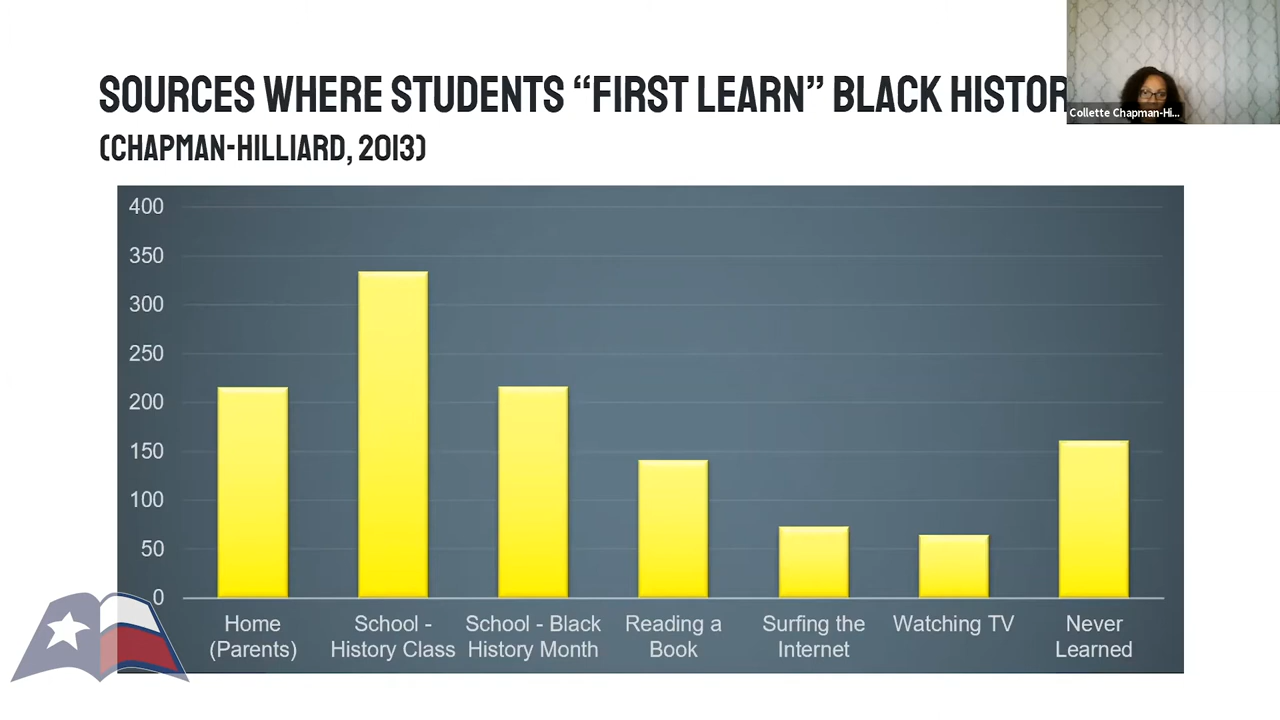 SOURCES WHERE STUDENTS “FIRST LEARN” BLACK HISTOR
(CHAPMAN-HILLIARD, 2013)
Collette Chapman-Hi...
400
350
300
250
200
150
100
50
0
Home (Parents)
School - History Class
School - Black History Month
Reading a Book
Surfing the Internet
Watching TV
Never Learned